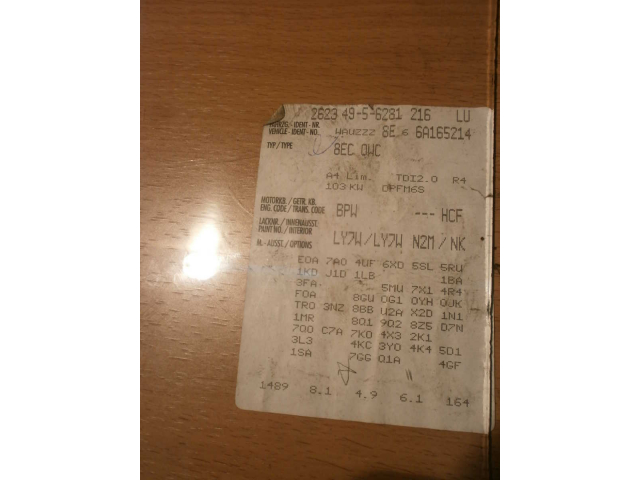 2623 49-5-6281 216 LU
FAHRZG.-IDENT-NR.
VEHICLE-IDENT-NO. WAUZZZ 8E 6 6A165214
TYP/TYPE 8EC 0WC
A4 Lim. TDI2.0 R4
103 KW DPFM6S
MOTORKB./GETR.KB.
ENG.CODE/TRANS.CODE BPW --- HCF
LACKNR./INNENAUSST.
PAINT NO./INTERIOR LY7W/LY7W N2M/NK
M.-AUSST./OPTIONS
E0A 7A0 4UF 6XD 5SL 5RU
1KD J1D 1LB 1BA
3FA 5MU 7X1 4R4
F0A 8GU 0G1 0YH 0JK
TR0 3NZ 8BB U2A X2D 1N1
1MR 8Q1 9Q2 8Z5 D7N
7Q0 C7A 7K0 4X3 2K1
3L3 4KC 3Y0 4K4 5D1
1SA 7GG 01A 4GF
1489 8.1 4.9 6.1 164